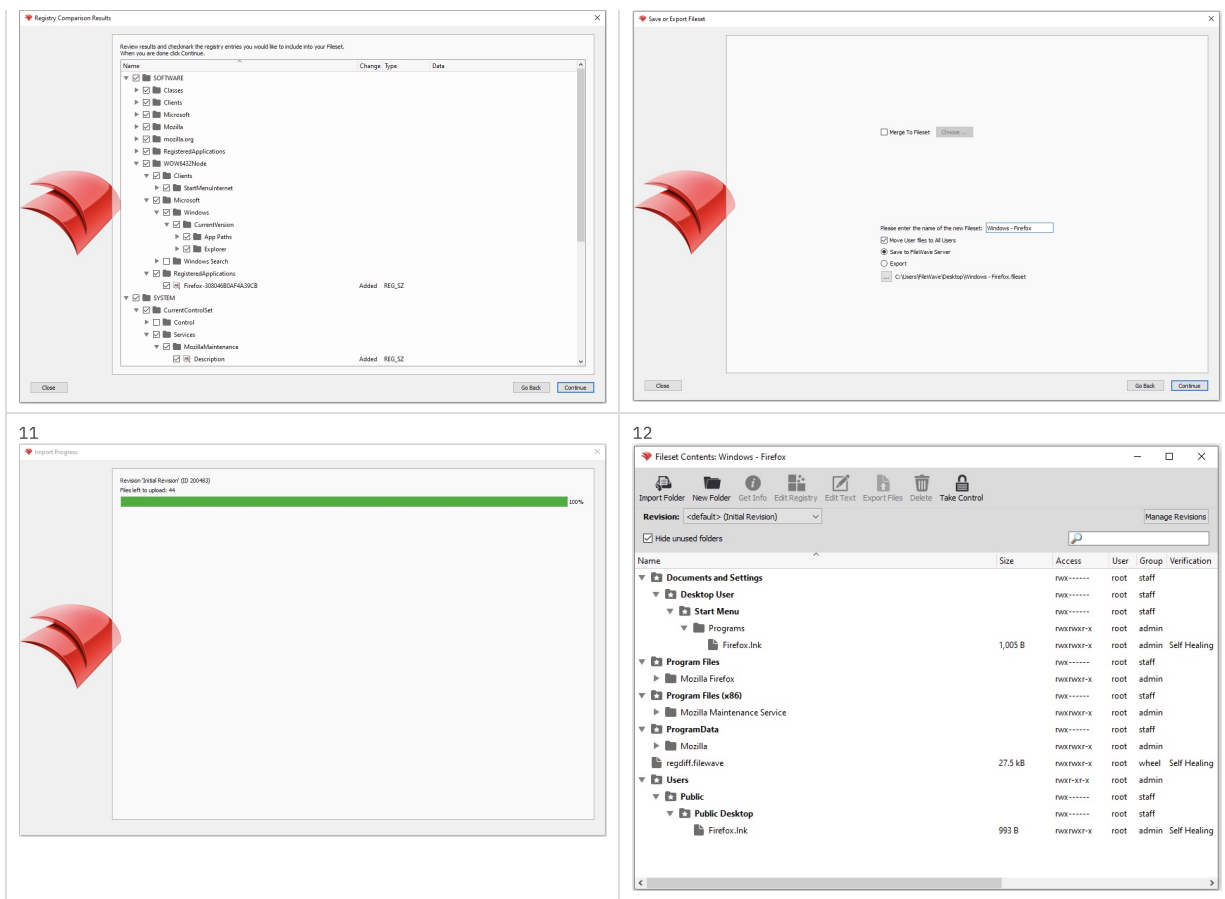 Registry Comparison Results
Review results and checkmark the registry entries you would like to include into your Fileset.
When you are done click Continue.
Name Change Type Data
SOFTWARE
Classes
Clients
Microsoft
Mozilla
mozilla.org
RegisteredApplications
WOW6432Node
Clients
StartMenuInternet
Microsoft
Windows
CurrentVersion
App Paths
Explorer
Windows Search
RegisteredApplications
Firefox-308046B0AF4A39CB Added REG_SZ
SYSTEM
CurrentControlSet
Control
Services
MozillaMaintenance
Description Added REG_SZ
Close Go Back Continue
Save or Export Fileset
Merge To Fileset Choose ...
Please enter the name of the new Fileset: Windows - Firefox
Move User files to All Users
Save to FileWave Server
Export
... C:\Users\FileWave\Desktop\Windows - Firefox.fileset
Close Go Back Continue
11
Import Progress
Revision 'Initial Revision' (ID 200483)
Files left to upload: 44
100%
12
Fileset Contents: Windows - Firefox
Import Folder New Folder Get Info Edit Registry Edit Text Export Files Delete Take Control
Revision: <default> (Initial Revision) Manage Revisions
Hide unused folders
Name Size Access User Group Verification
Documents and Settings rwx------ root staff
Desktop User rwx------ root staff
Start Menu rwx------ root staff
Programs rwxrwxr-x root admin
Firefox.lnk 1,005 B rwxrwxr-x root admin Self Healing
Program Files rwx------ root staff
Mozilla Firefox rwxrwxr-x root admin
Program Files (x86) rwx------ root staff
Mozilla Maintenance Service rwxrwxr-x root admin
ProgramData rwx------ root staff
Mozilla rwxrwxr-x root admin
regdiff.filewave 27.5 kB rwxrwxr-x root wheel Self Healing
Users rwxr-xr-x root admin
Public rwx------ root staff
Public Desktop rwx------ root staff
Firefox.lnk 993 B rwxrwxr-x root admin Self Healing